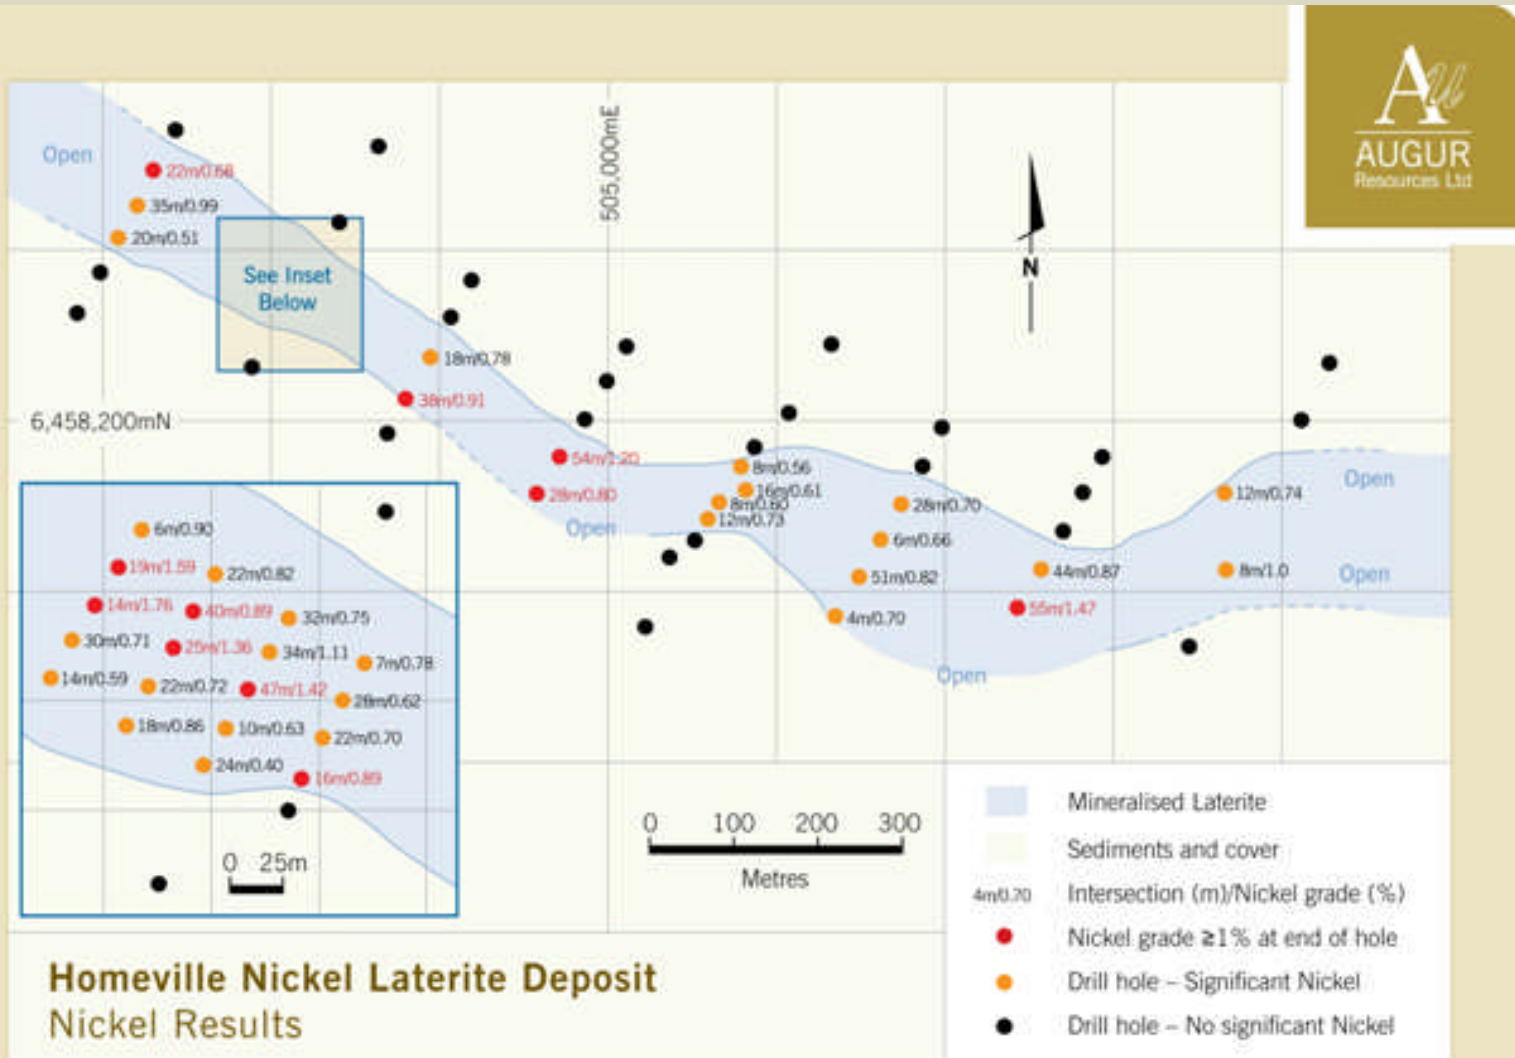 AU
AUGUR
Resources Ltd
505,000mE
Open
22m/0.68
35m/0.99
20m/0.51
See Inset
Below
N
18m/0.78
38m/0.91
6,458,200mN
54m/1.20
28m/0.80
Open
8m/0.56
16m/0.61
8m/0.60
12m/0.73
28m/0.70
6m/0.66
51m/0.82
4m/0.70
44m/0.87
55m/1.47
12m/0.74
8m/1.0
Open
Open
Open
6m/0.90
19m/1.59
22m/0.82
14m/1.76
40m/0.89
32m/0.75
30m/0.71
25m/1.36
34m/1.11
7m/0.78
14m/0.59
22m/0.72
47m/1.42
28m/0.62
18m/0.86
10m/0.63
22m/0.70
24m/0.40
16m/0.89
0 25m
0 100 200 300
Metres
Mineralised Laterite
Sediments and cover
4m/0.70 Intersection (m)/Nickel grade (%)
Nickel grade ≥1% at end of hole
Drill hole – Significant Nickel
Drill hole – No significant Nickel
Homeville Nickel Laterite Deposit
Nickel Results